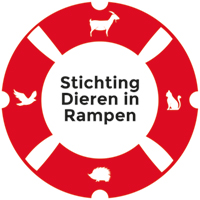 Stichting
Dieren in
Rampen